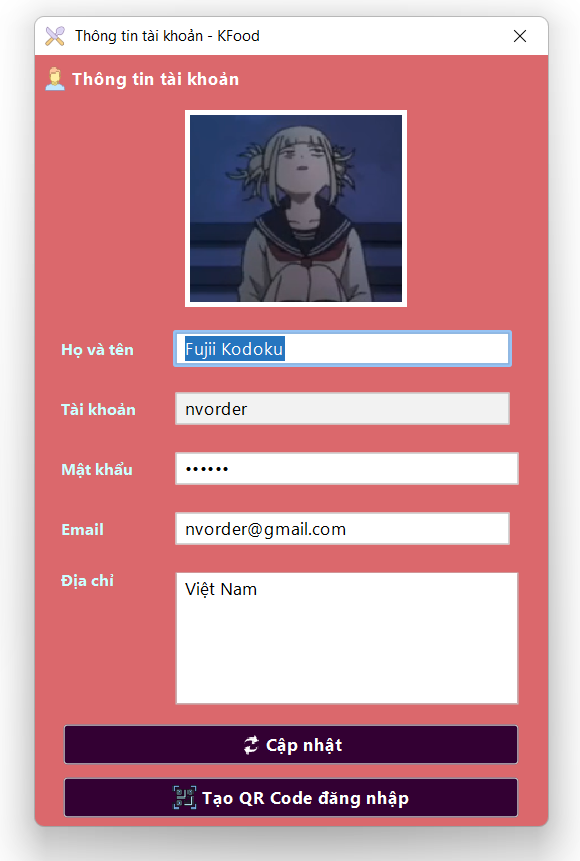 Thông tin tài khoản - KFood
Thông tin tài khoản
Họ và tên
Fujii Kodoku
Tài khoản
nvorder
Mật khẩu
••••••
Email
nvorder@gmail.com
Địa chỉ
Việt Nam
Cập nhật
Tạo QR Code đăng nhập